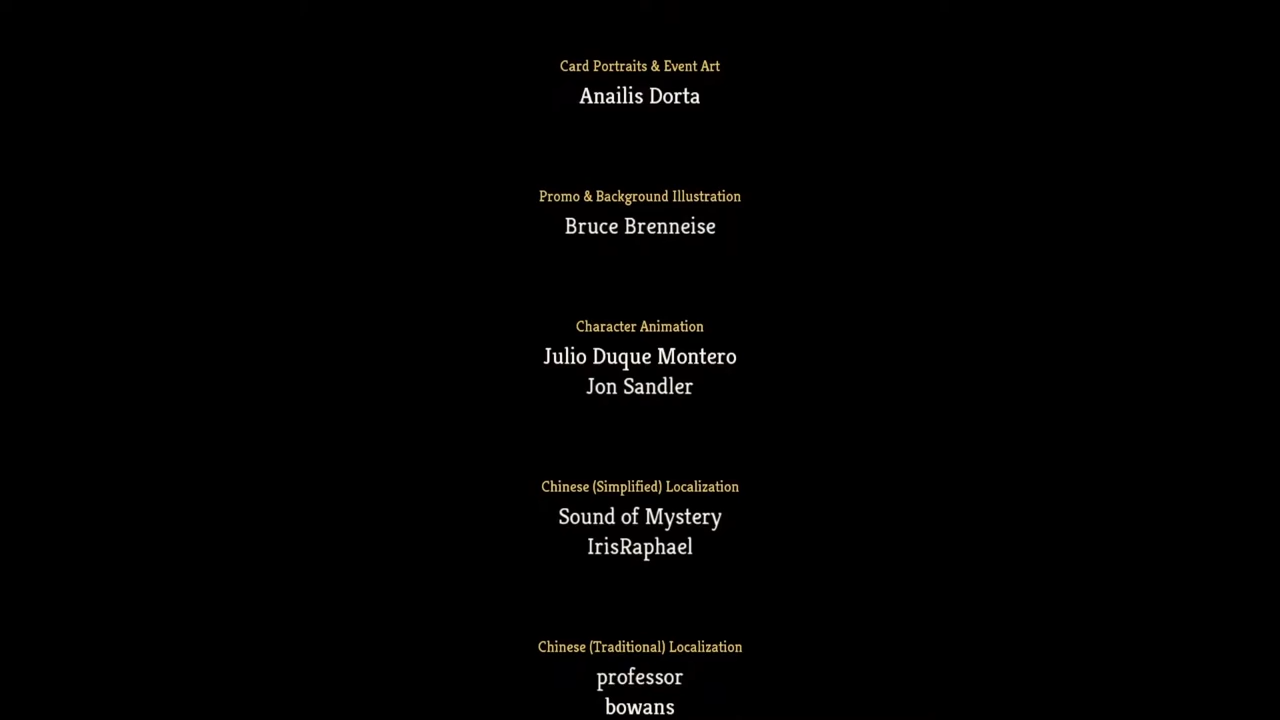 Card Portraits & Event Art
Anailis Dorta
Promo & Background Illustration
Bruce Brenneise
Character Animation
Julio Duque Montero
Jon Sandler
Chinese (Simplified) Localization
Sound of Mystery
IrisRaphael
Chinese (Traditional) Localization
professor
bowans